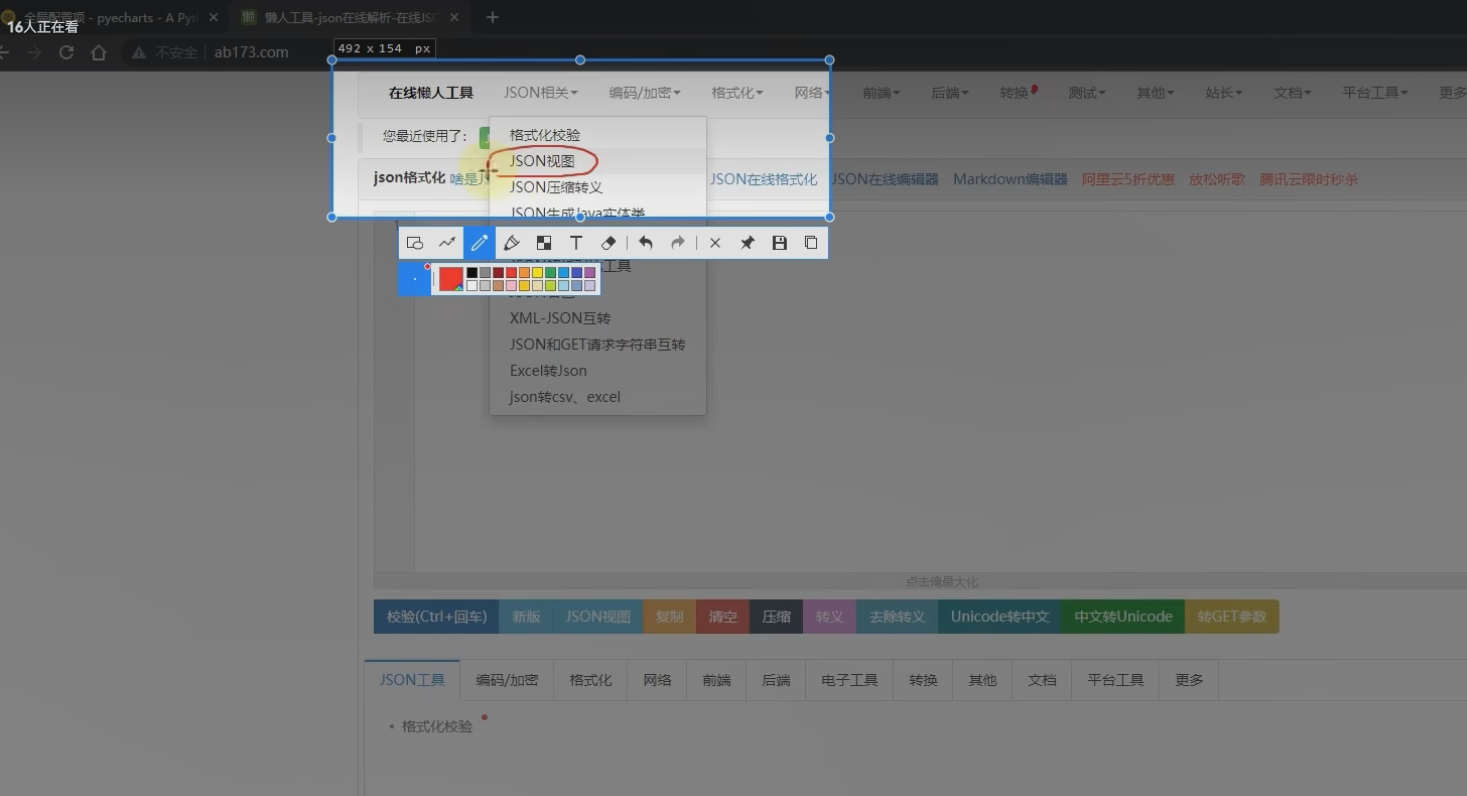 全局配置项 - pyecharts - A Pyt
懒人工具-json在线解析-在线JSO
16人正在看
不安全
ab173.com
492 x 154 px
在线懒人工具 JSON相关 编码/加密 格式化 网络 前端 后端 转换 测试 其他 站长 文档 平台工具 更多
您最近使用了：
格式化校验
JSON视图
json格式化 啥是JS
JSON在线格式化 JSON在线编辑器 Markdown编辑器 阿里云5折优惠 放松听歌 腾讯云限时秒杀
JSON压缩转义
JSON生成Java实体类
1
工具
XML-JSON互转
JSON和GET请求字符串互转
Excel转Json
json转csv、excel
点击俺最大化
校验(Ctrl+回车) 新版 JSON视图 复制 清空 压缩 转义 去除转义 Unicode转中文 中文转Unicode 转GET参数
JSON工具 编码/加密 格式化 网络 前端 后端 电子工具 转换 其他 文档 平台工具 更多
格式化校验